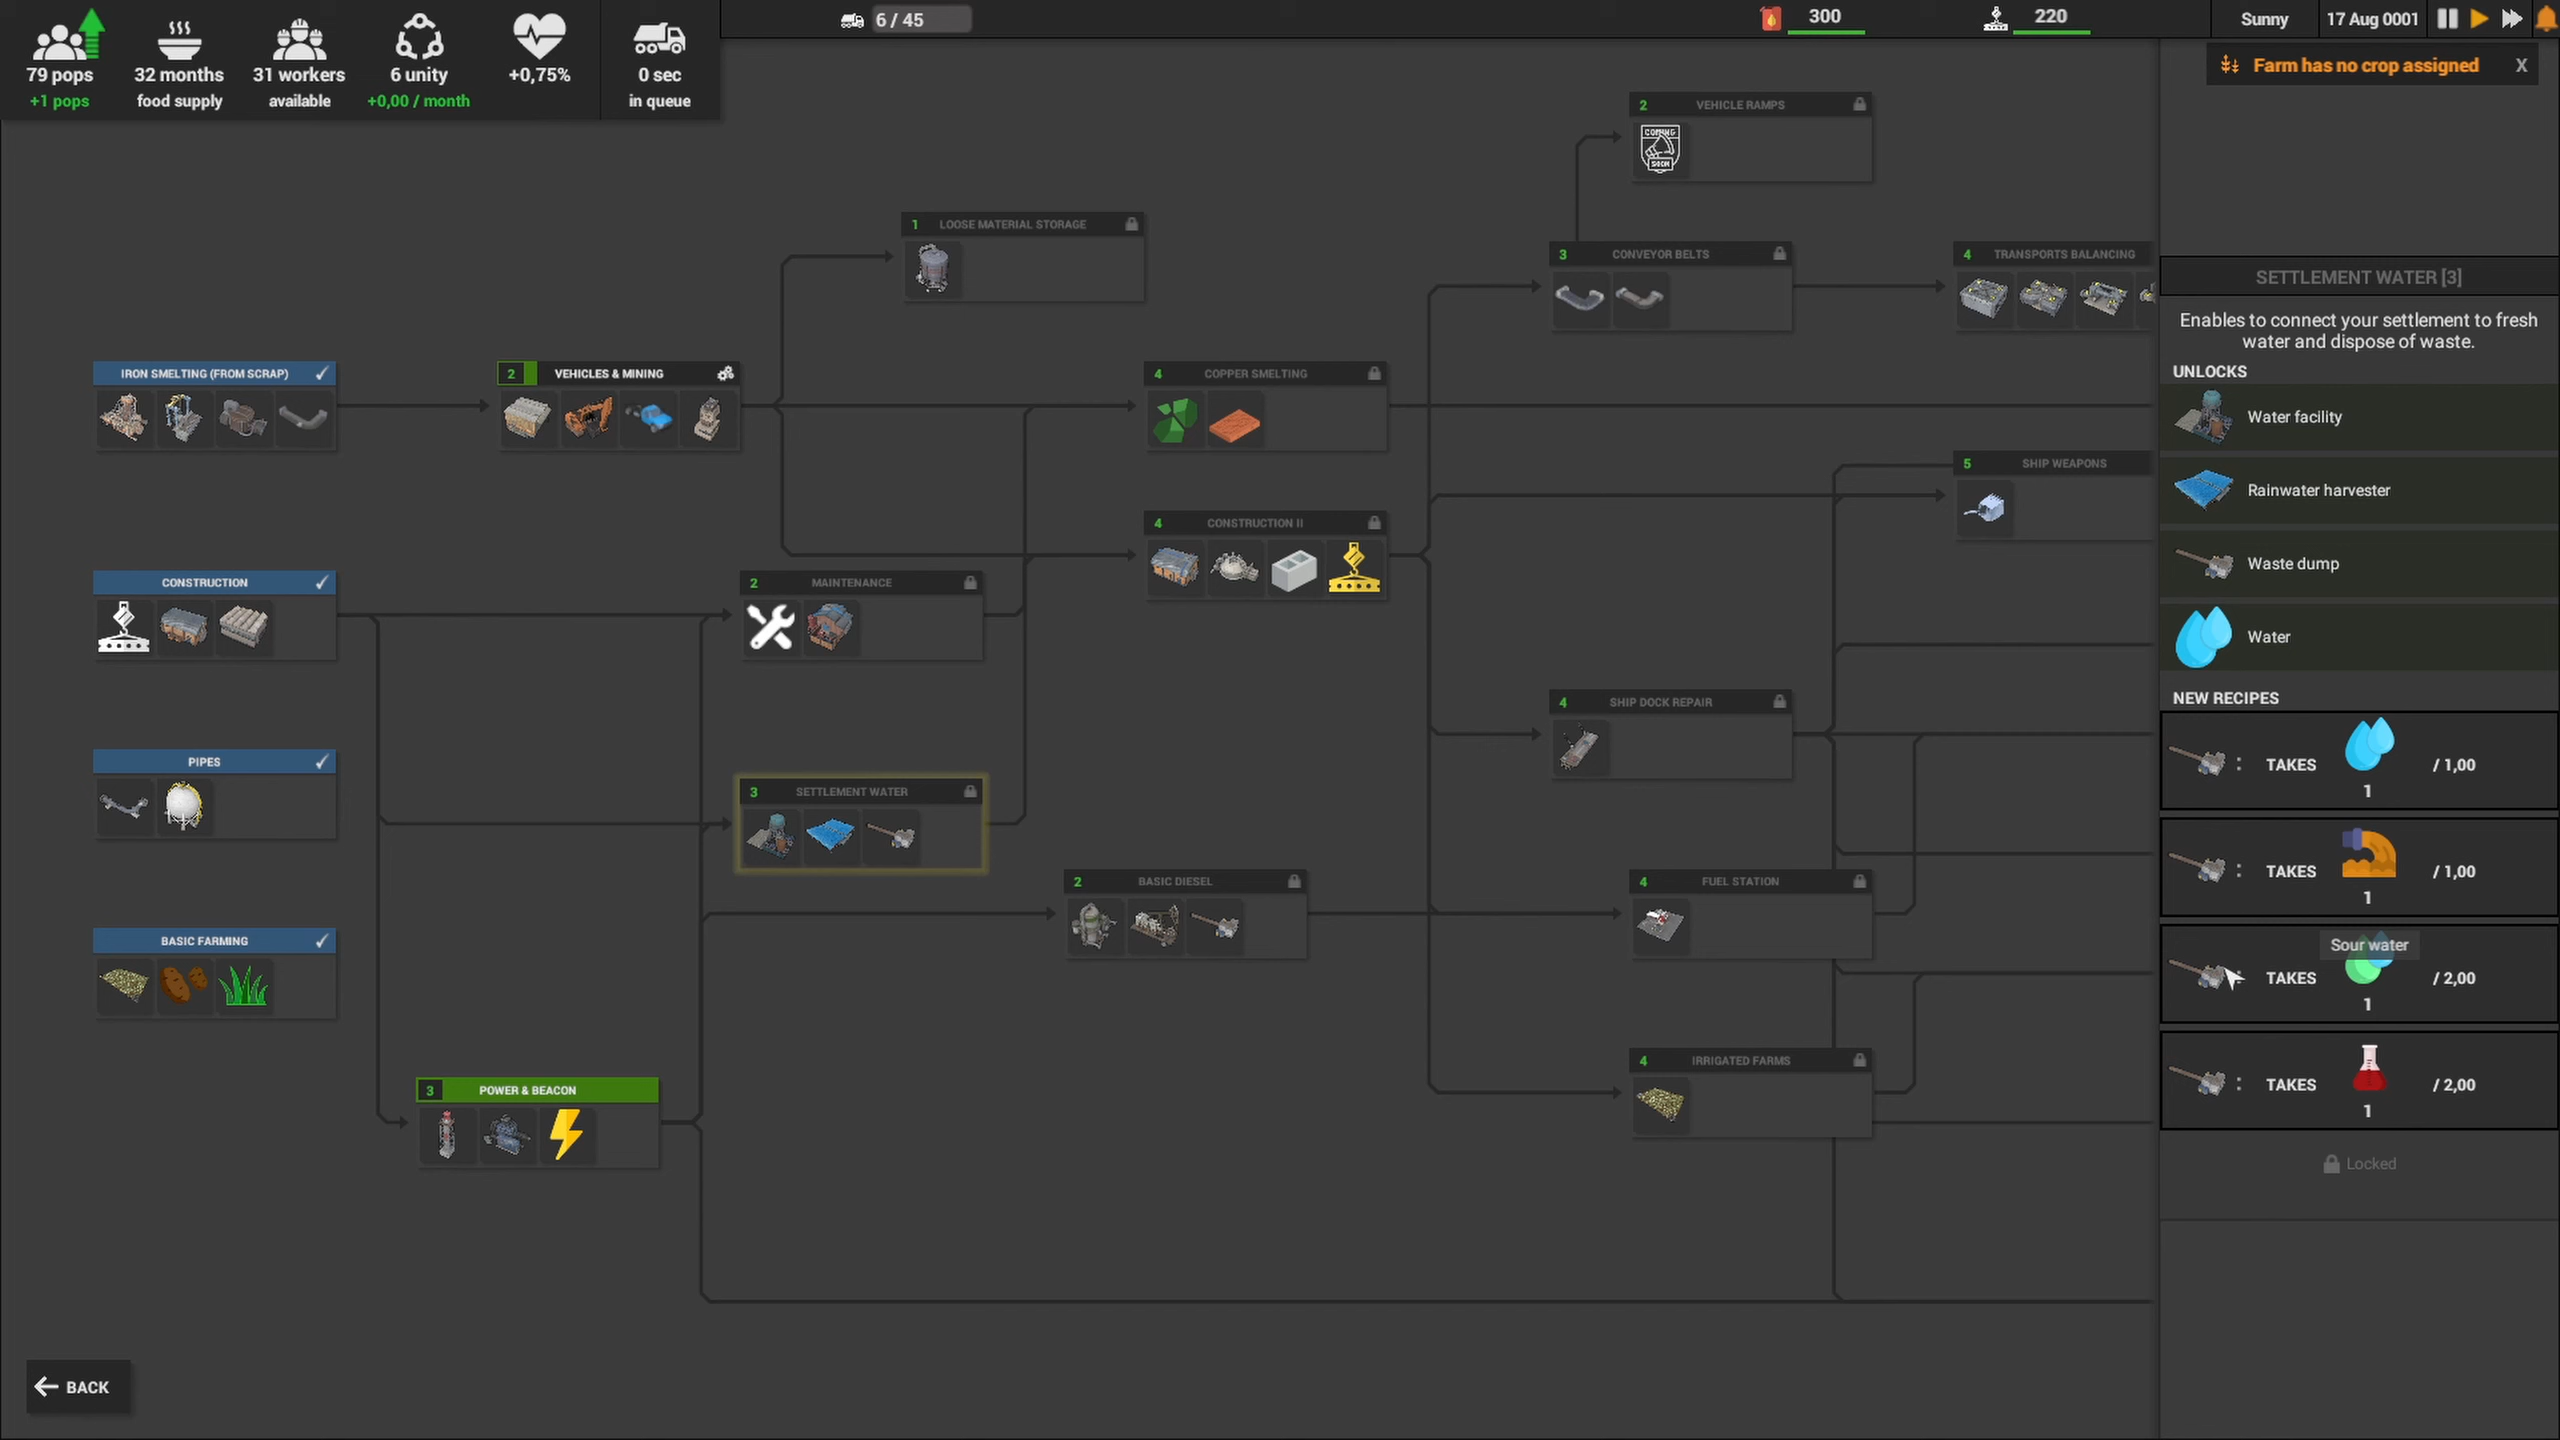 79 pops
+1 pops
32 months
food supply
31 workers
available
6 unity
+0,00 / month
+0,75%
0 sec
in queue
6 / 45
300
220
Sunny
17 Aug 0001
Farm has no crop assigned
X
2 VEHICLE RAMPS
COMING
SOON
1 LOOSE MATERIAL STORAGE
3 CONVEYOR BELTS
4 TRANSPORTS BALANCING
IRON SMELTING (FROM SCRAP)
2 VEHICLES & MINING
4 COPPER SMELTING
5 SHIP WEAPONS
4 CONSTRUCTION II
CONSTRUCTION
2 MAINTENANCE
4 SHIP DOCK REPAIR
PIPES
3 SETTLEMENT WATER
2 BASIC DIESEL
4 FUEL STATION
BASIC FARMING
4 IRRIGATED FARMS
3 POWER & BEACON
BACK
SETTLEMENT WATER [3]
Enables to connect your settlement to fresh
water and dispose of waste.
UNLOCKS
Water facility
Rainwater harvester
Waste dump
Water
NEW RECIPES
: TAKES 1 / 1,00
: TAKES 1 / 1,00
Sour water
: TAKES 1 / 2,00
: TAKES 1 / 2,00
Locked